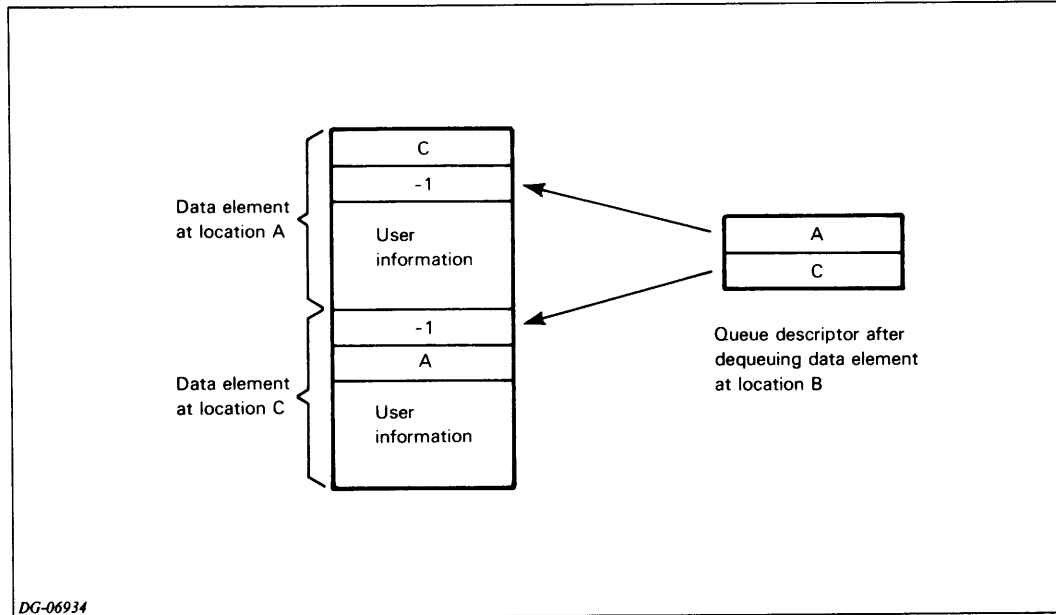 C
-1
Data element
at location A
User
information
A
C
-1
A
Queue descriptor after
dequeuing data element
at location B
Data element
at location C
User
information
DG-06934